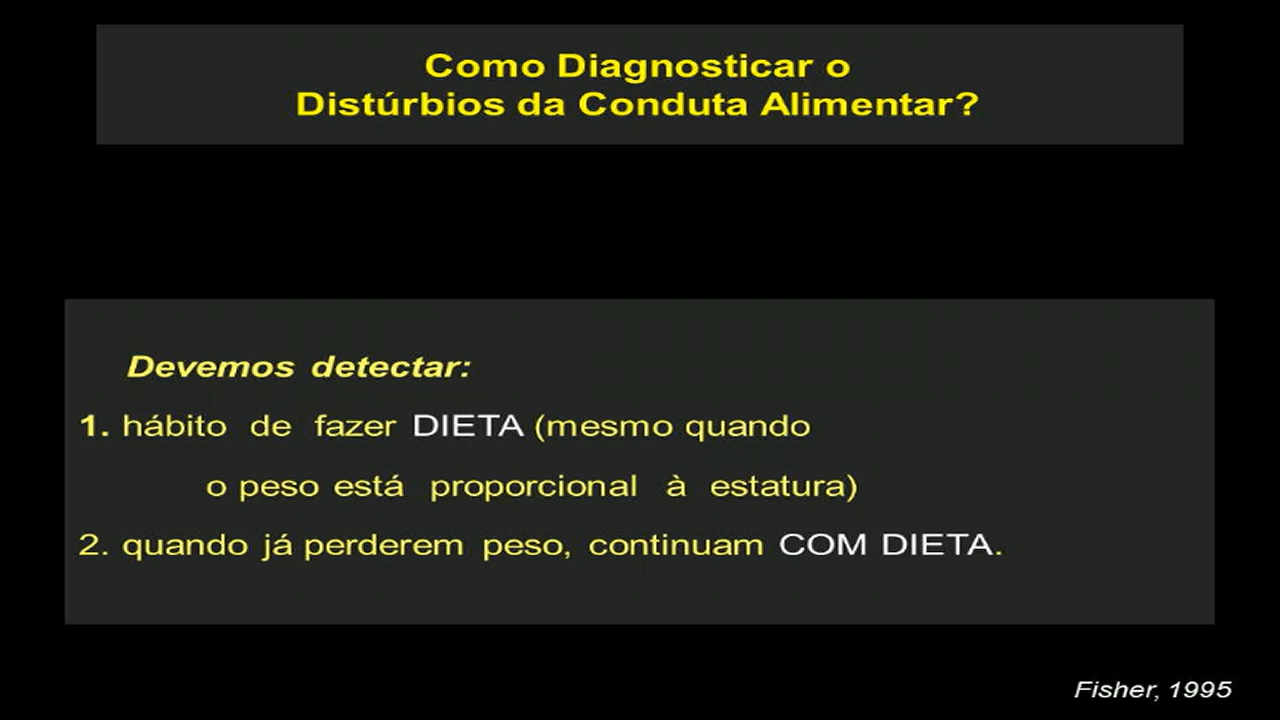 Como Diagnosticar o
Distúrbios da Conduta Alimentar?
Devemos detectar:
1. hábito de fazer DIETA (mesmo quando
o peso está proporcional à estatura)
2. quando já perderem peso, continuam COM DIETA.
Fisher, 1995